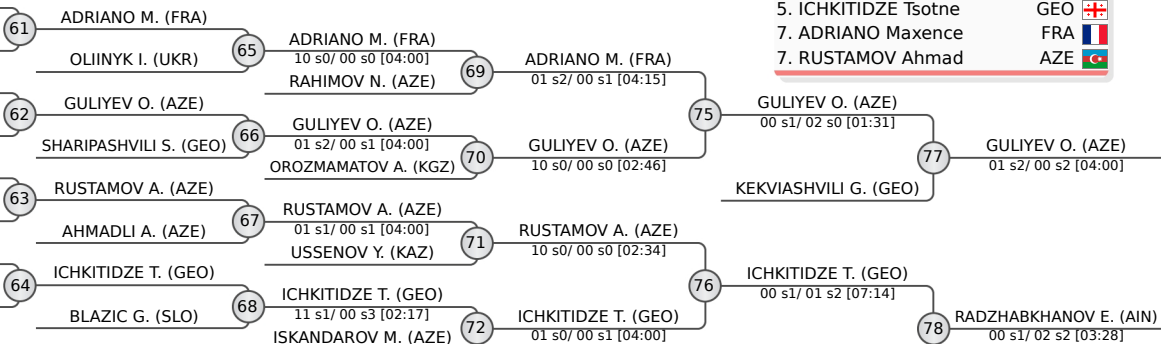 5. ICHKITIDZE Tsotne GEO
7. ADRIANO Maxence FRA
7. RUSTAMOV Ahmad AZE
61
ADRIANO M. (FRA)
OLIINYK I. (UKR)
62
GULIYEV O. (AZE)
SHARIPASHVILI S. (GEO)
63
RUSTAMOV A. (AZE)
AHMADLI A. (AZE)
64
ICHKITIDZE T. (GEO)
BLAZIC G. (SLO)
65
ADRIANO M. (FRA)
10 s0/ 00 s0 [04:00]
RAHIMOV N. (AZE)
66
GULIYEV O. (AZE)
01 s2/ 00 s1 [04:00]
OROZMAMATOV A. (KGZ)
67
RUSTAMOV A. (AZE)
01 s1/ 00 s1 [04:00]
USSENOV Y. (KAZ)
68
ICHKITIDZE T. (GEO)
11 s1/ 00 s3 [02:17]
ISKANDAROV M. (AZE)
69
ADRIANO M. (FRA)
01 s2/ 00 s1 [04:15]
70
GULIYEV O. (AZE)
10 s0/ 00 s0 [02:46]
71
RUSTAMOV A. (AZE)
10 s0/ 00 s0 [02:34]
72
ICHKITIDZE T. (GEO)
01 s0/ 00 s1 [04:00]
75
GULIYEV O. (AZE)
00 s1/ 02 s0 [01:31]
KEKVIASHVILI G. (GEO)
76
ICHKITIDZE T. (GEO)
00 s1/ 01 s2 [07:14]
77
GULIYEV O. (AZE)
01 s2/ 00 s2 [04:00]
78
RADZHABKHANOV E. (AIN)
00 s1/ 02 s2 [03:28]